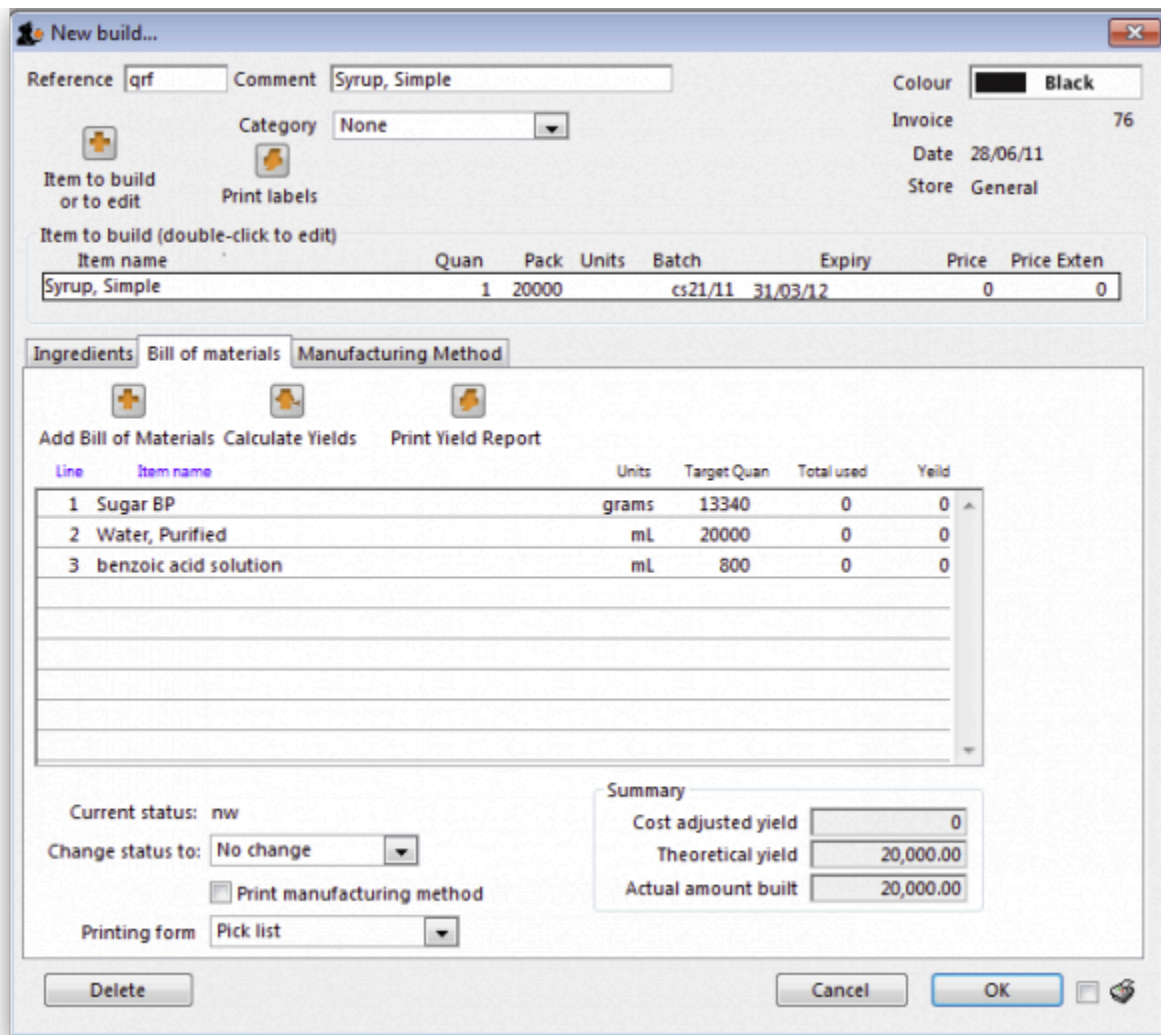 New build...
Reference qrf Comment Syrup, Simple Colour Black
Category None Invoice 76
Date 28/06/11
Item to build
or to edit
Print labels
Store General
Item to build (double-click to edit)
Item name Quan Pack Units Batch Expiry Price Price Exten
Syrup, Simple 1 20000 cs21/11 31/03/12 0 0
Ingredients Bill of materials Manufacturing Method
Add Bill of Materials Calculate Yields Print Yield Report
Line Item name Units Target Quan Total used Yeild
1 Sugar BP grams 13340 0 0
2 Water, Purified mL 20000 0 0
3 benzoic acid solution mL 800 0 0
Current status: nw
Change status to: No change
Print manufacturing method
Printing form Pick list
Summary
Cost adjusted yield 0
Theoretical yield 20,000.00
Actual amount built 20,000.00
Delete Cancel OK